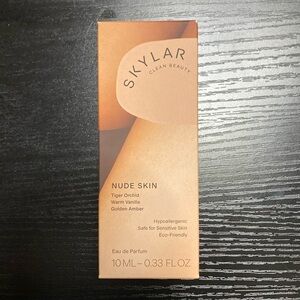 SKYLAR
CLEAN BEAUTY
NUDE SKIN
Tiger Orchid
Warm Vanilla
Golden Amber
Hypoallergenic
Safe for Sensitive Skin
Eco-Friendly
Eau de Parfum
10 ML – 0.33 FL OZ